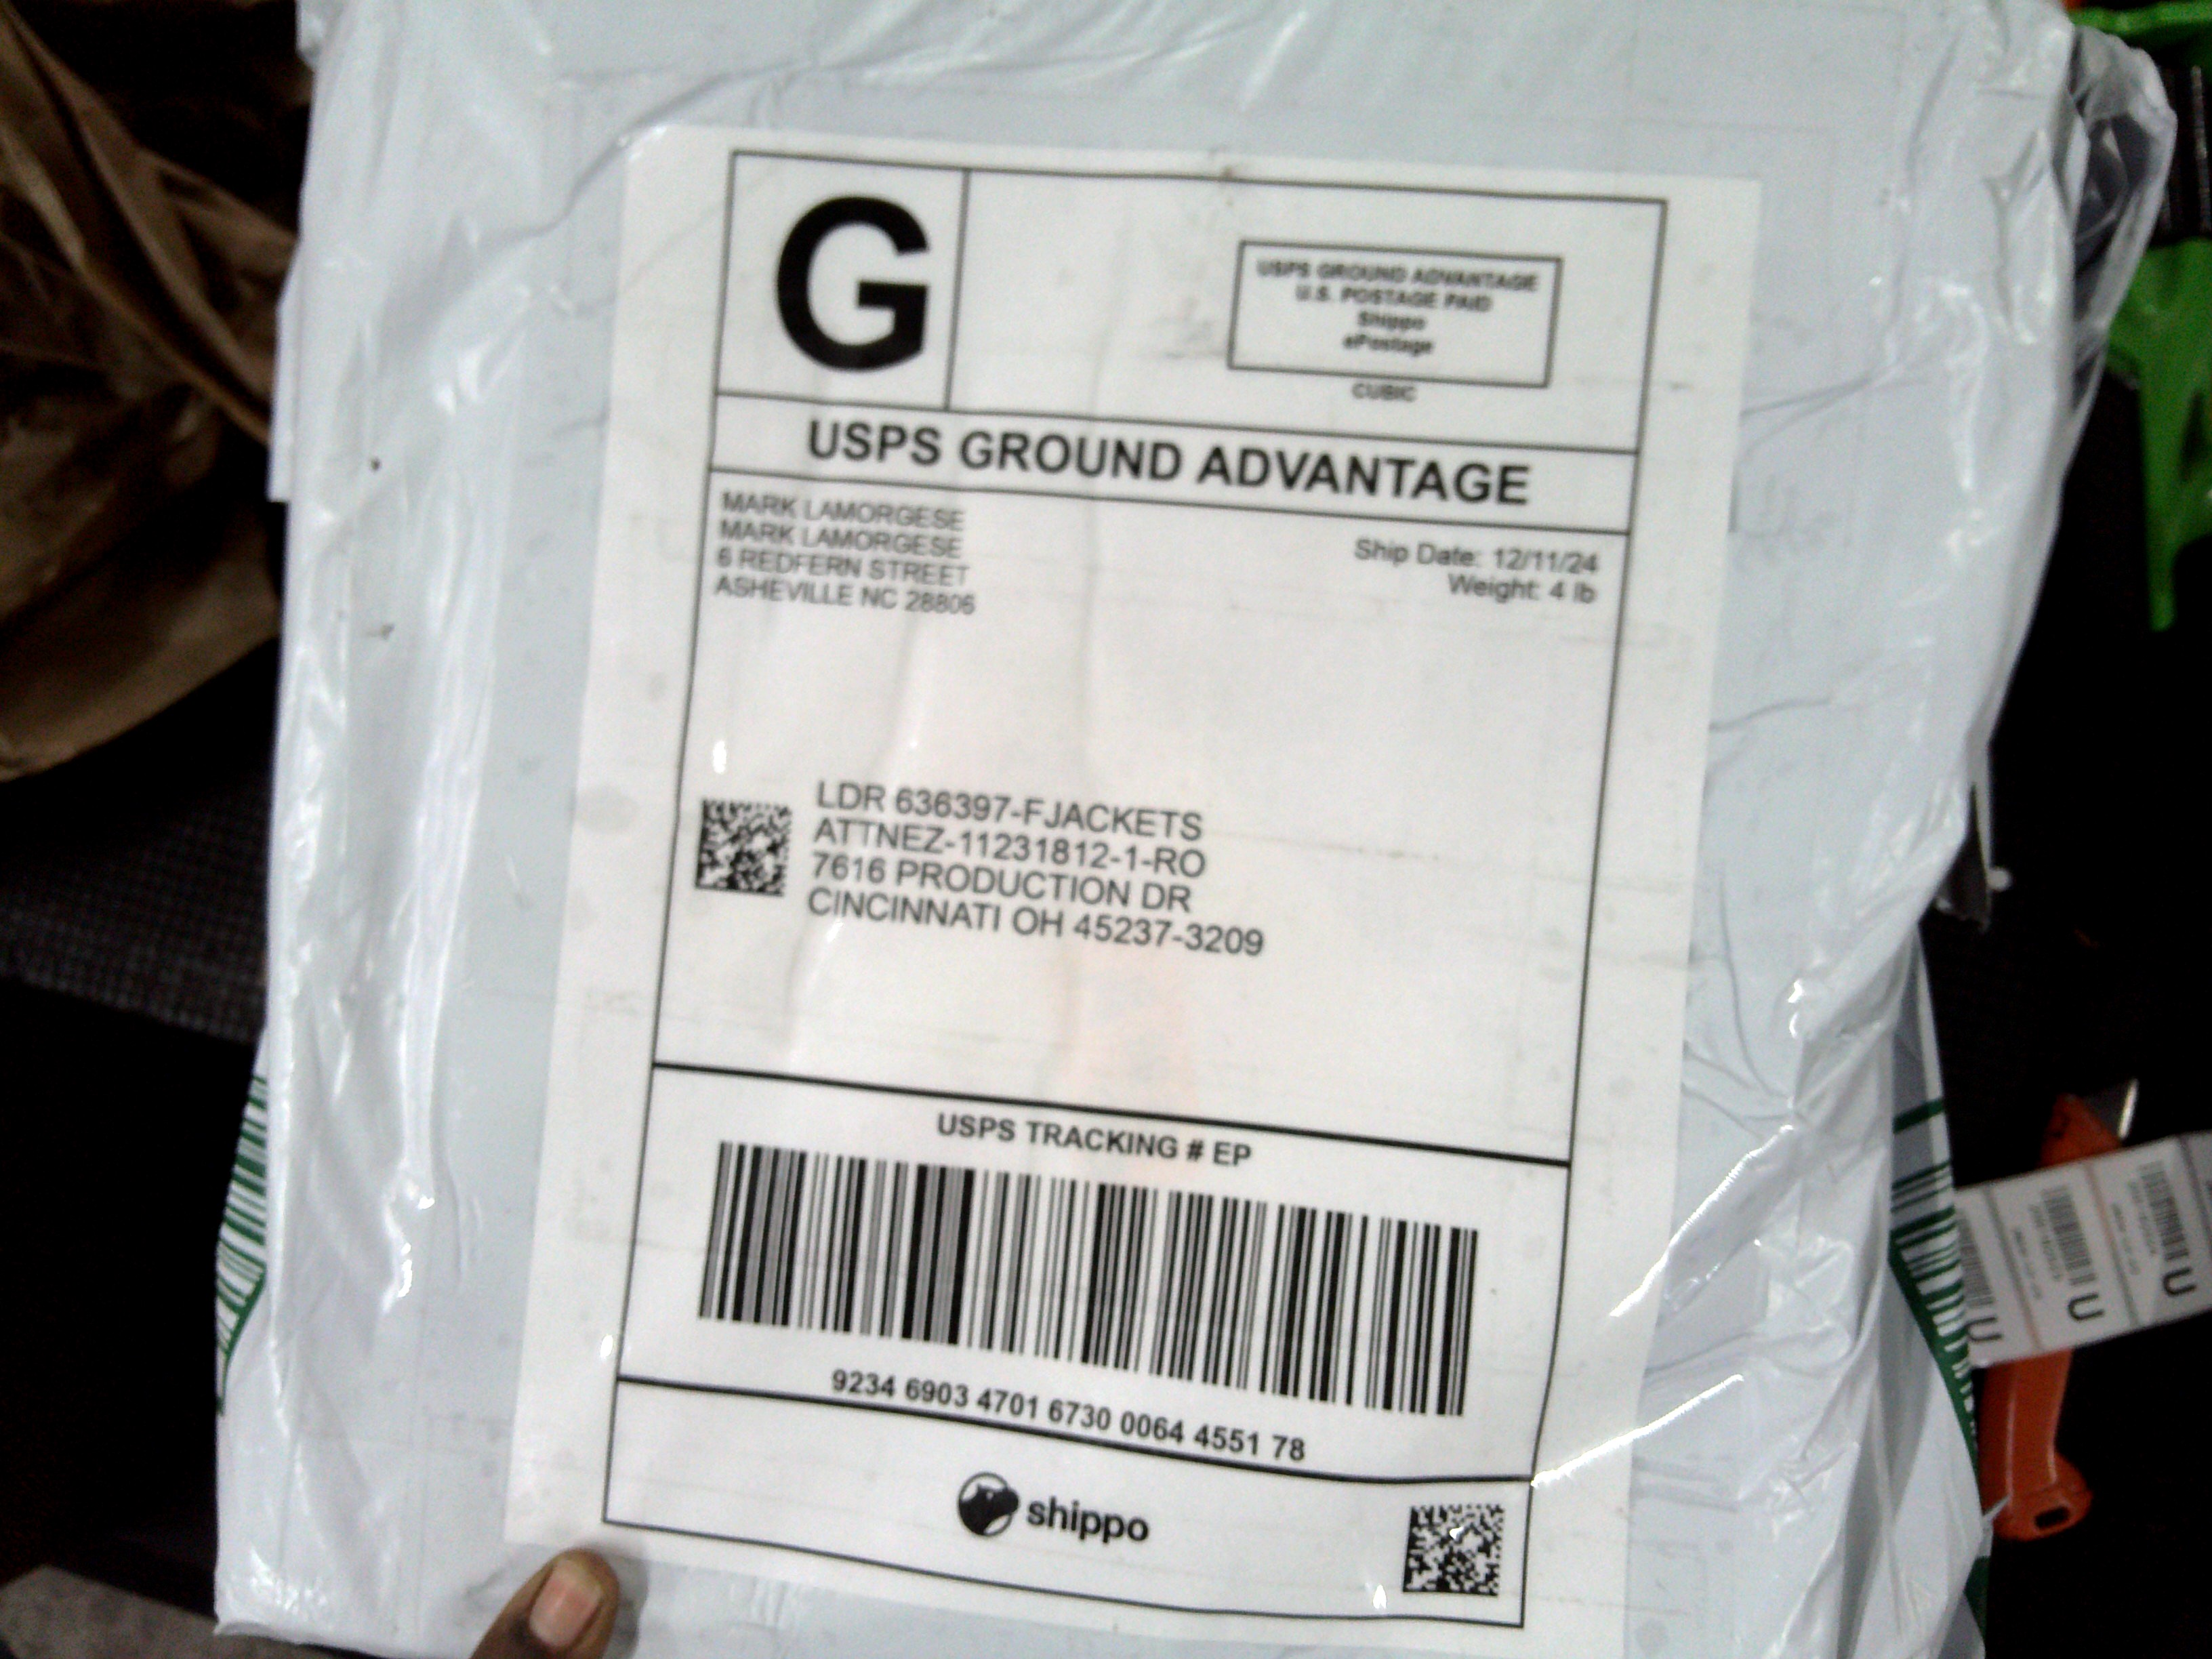 G
USPS GROUND ADVANTAGE
U.S. POSTAGE PAID
Shippo
ePostage
CUBIC
USPS GROUND ADVANTAGE
MARK LAMORGESE
MARK LAMORGESE
6 REDFERN STREET
ASHEVILLE NC 28806
Ship Date: 12/11/24
Weight: 4 lb
LDR 636397-FJACKETS
ATTNEZ-11231812-1-RO
7616 PRODUCTION DR
CINCINNATI OH 45237-3209
USPS TRACKING # EP
9234 6903 4701 6730 0064 4551 78
shippo
U
U
U